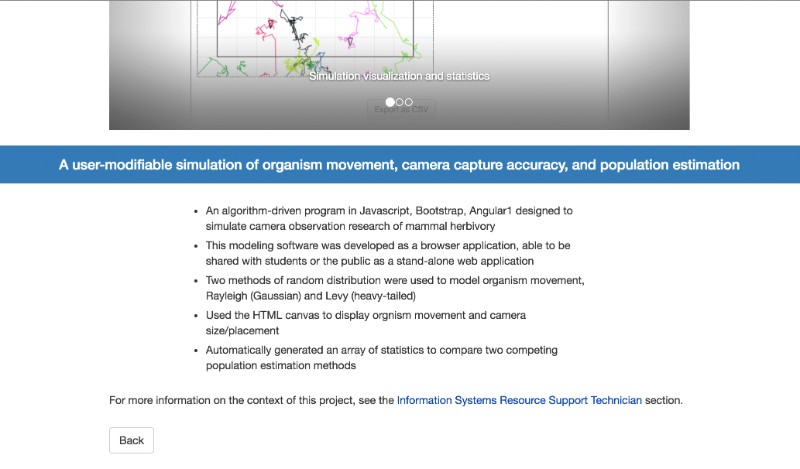 Simulation visualization and statistics
Export as CSV
A user-modifiable simulation of organism movement, camera capture accuracy, and population estimation
• An algorithm-driven program in Javascript, Bootstrap, Angular1 designed to
simulate camera observation research of mammal herbivory
• This modeling software was developed as a browser application, able to be
shared with students or the public as a stand-alone web application
• Two methods of random distribution were used to model organism movement,
Rayleigh (Gaussian) and Levy (heavy-tailed)
• Used the HTML canvas to display orgnism movement and camera
size/placement
• Automatically generated an array of statistics to compare two competing
population estimation methods
For more information on the context of this project, see the Information Systems Resource Support Technician section.
Back